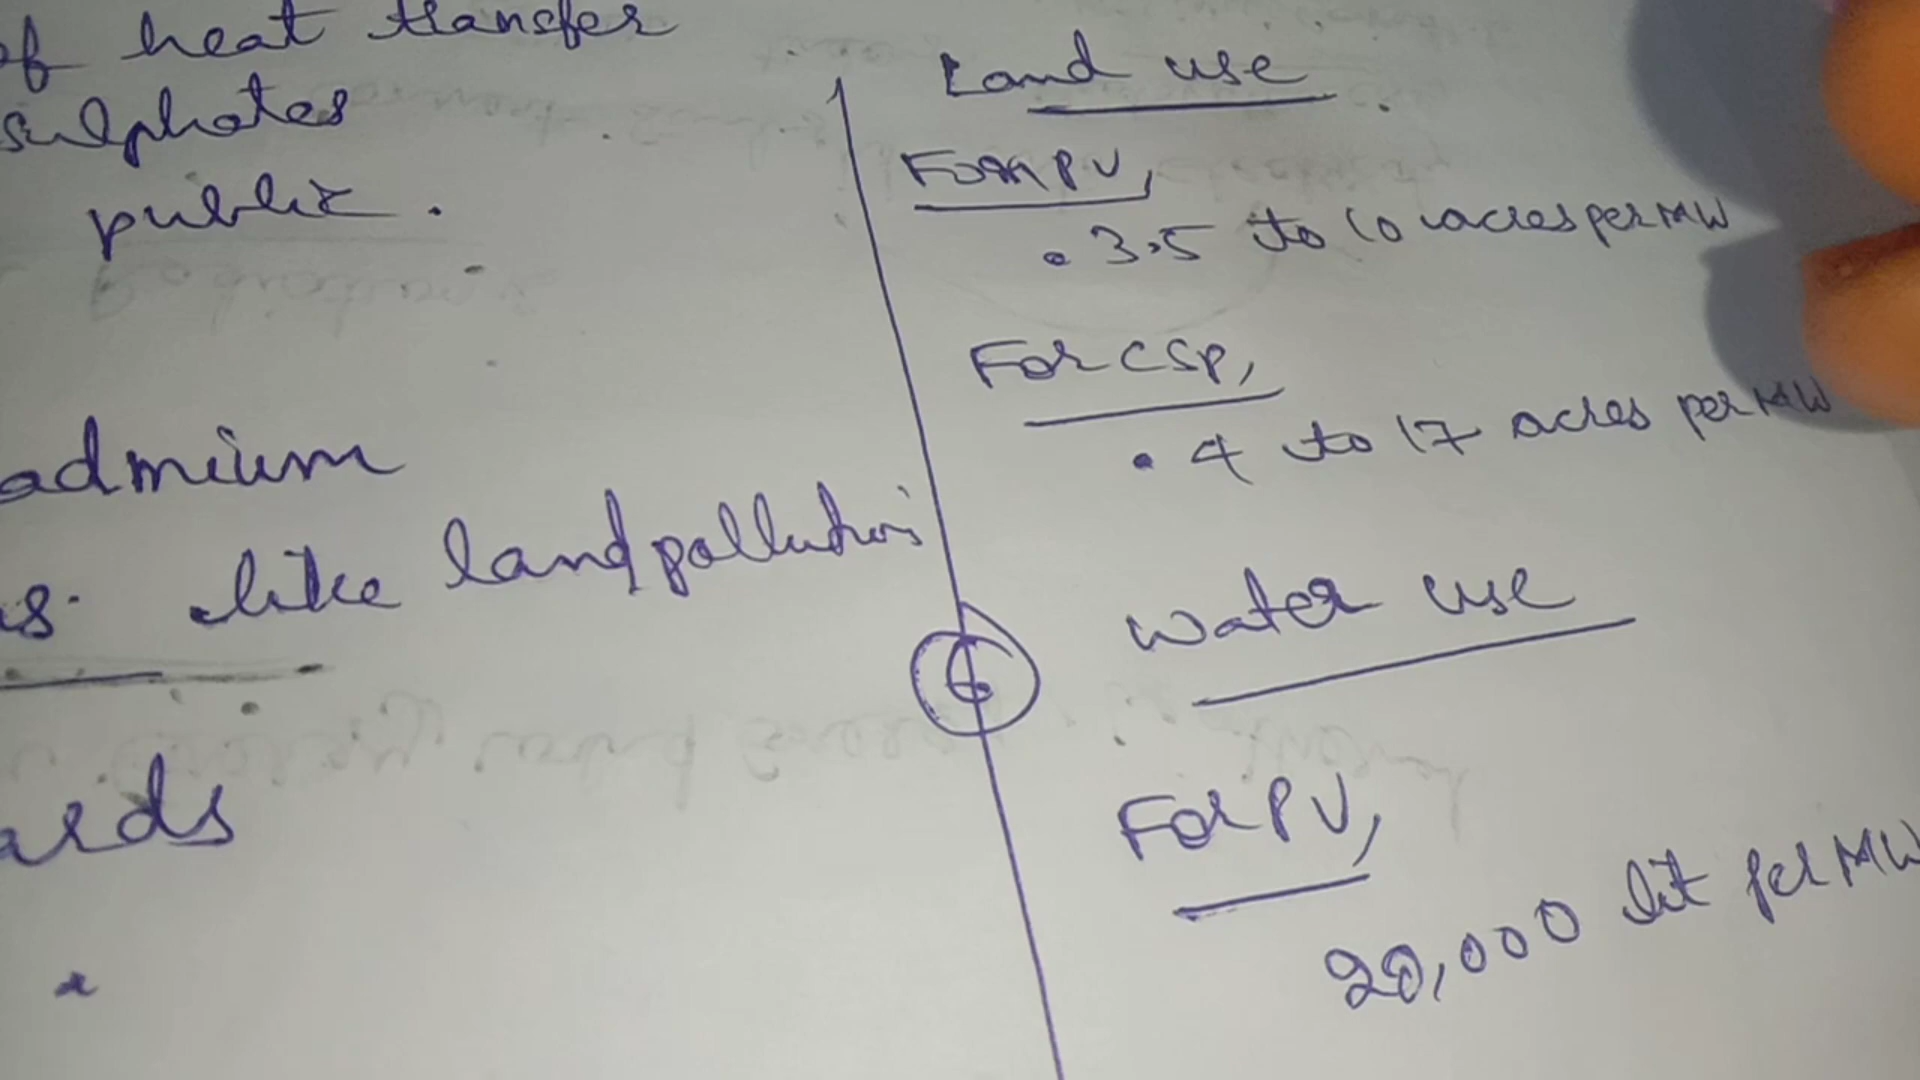 of heat transfer
sulphates
public.
admium
s. like land pollution
ards
Land use.
For PV,
• 3.5 to 10 acres per MW
For CSP,
• 4 to 17 acres per MW
water use
For PV,
20,000 lit per MW